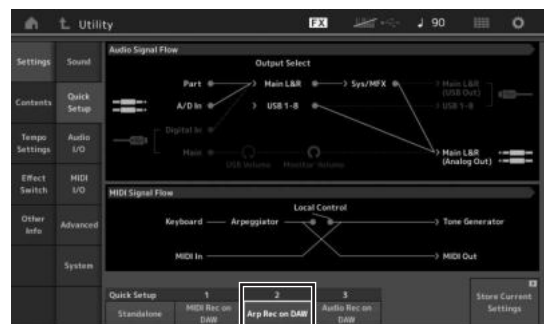 Utility
FX
90
Settings
Sound
Contents
Quick Setup
Tempo Settings
Audio I/O
Effect Switch
MIDI I/O
Other Info
Advanced
System
Audio Signal Flow
Output Select
Part
Main L&R
Sys/MFX
Main L&R (USB Out)
A/D In
USB 1-8
USB 1-8
Digital In
Main
USB Volume
Monitor Volume
Main L&R (Analog Out)
MIDI Signal Flow
Local Control
Keyboard
Arpeggiator
Tone Generator
MIDI In
MIDI Out
Quick Setup
1
2
3
Standalone
MIDI Rec on DAW
Arp Rec on DAW
Audio Rec on DAW
Store Current Settings